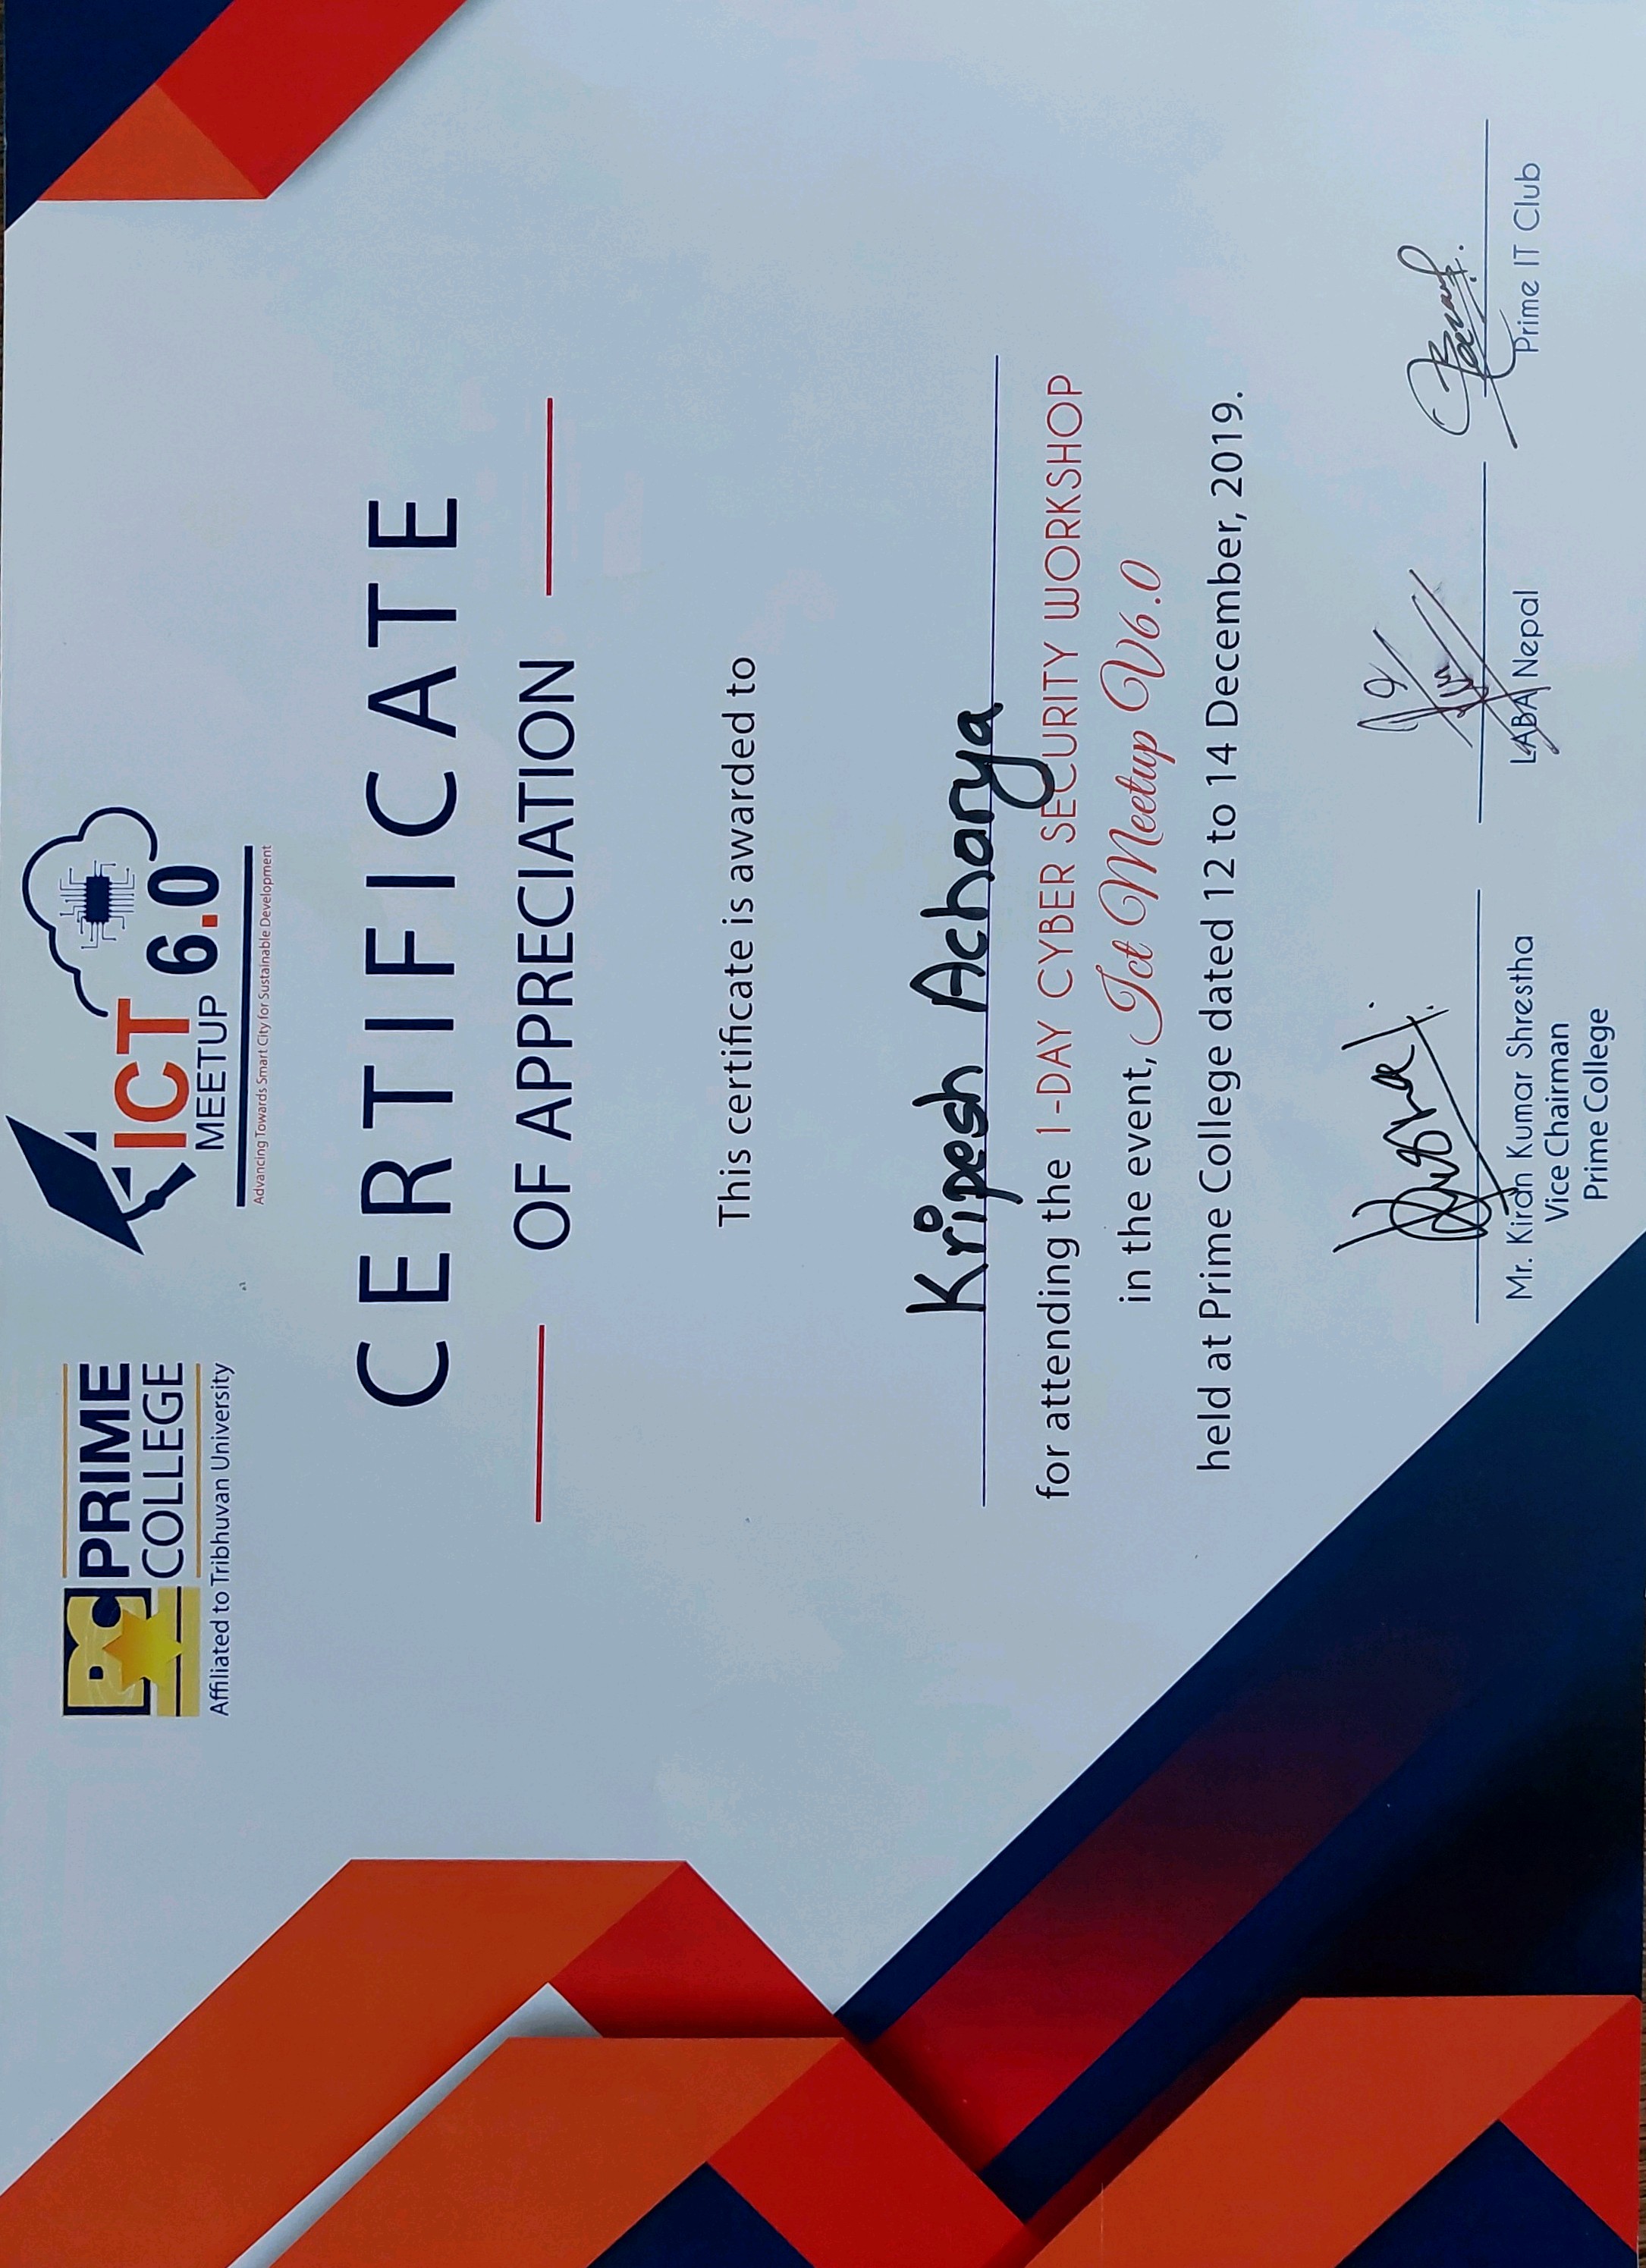 PC PRIME
COLLEGE
Affiliated to Tribhuvan University
ICT
MEETUP 6.0
Advancing Towards Smart City for Sustainable Development
CERTIFICATE
OF APPRECIATION
This certificate is awarded to
Kripesh Acharya
for attending the 1-DAY CYBER SECURITY WORKSHOP
in the event, Ict Meetup V6.0
held at Prime College dated 12 to 14 December, 2019.
Mr. Kiran Kumar Shrestha
Vice Chairman
Prime College
LABA Nepal
Prime IT Club